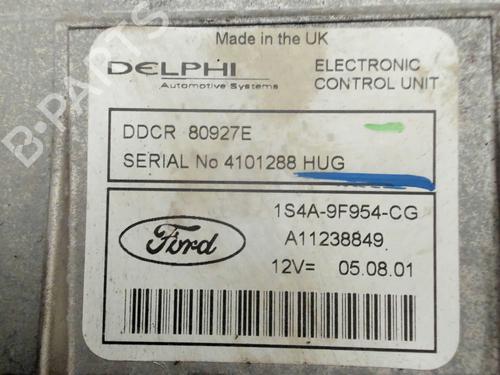 Made in the UK
DELPHI
Automotive Systems
ELECTRONIC
CONTROL UNIT
DDCR 80927E
SERIAL No 4101288 HUG
Ford
1S4A-9F954-CG
A11238849
12V= 05.08.01
B-PARTS